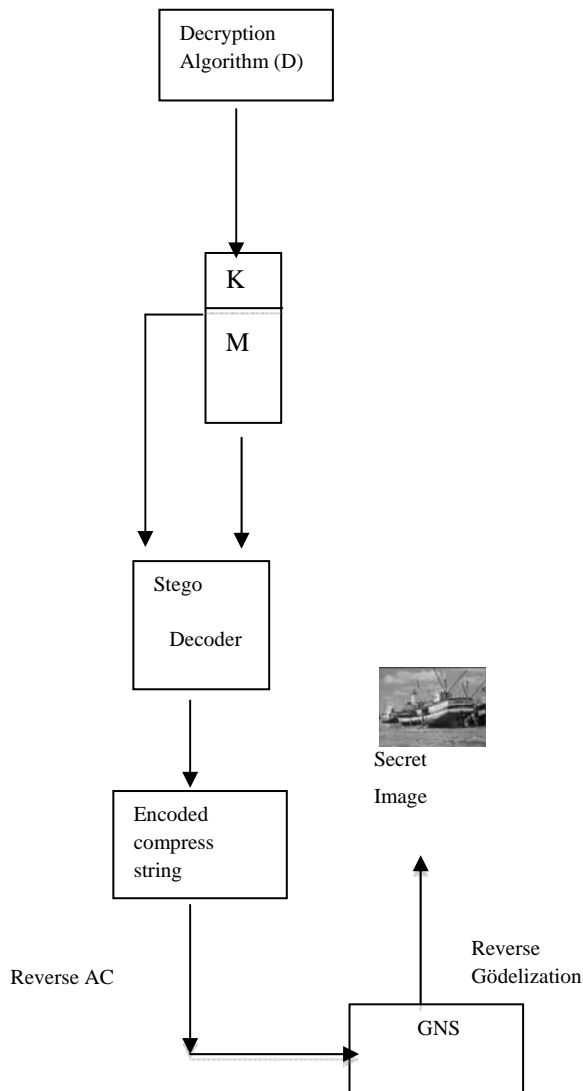 Decryption
Algorithm (D)
K
M
Stego
Decoder
Secret
Image
Encoded
compress
string
Reverse AC
Reverse
Gödelization
GNS